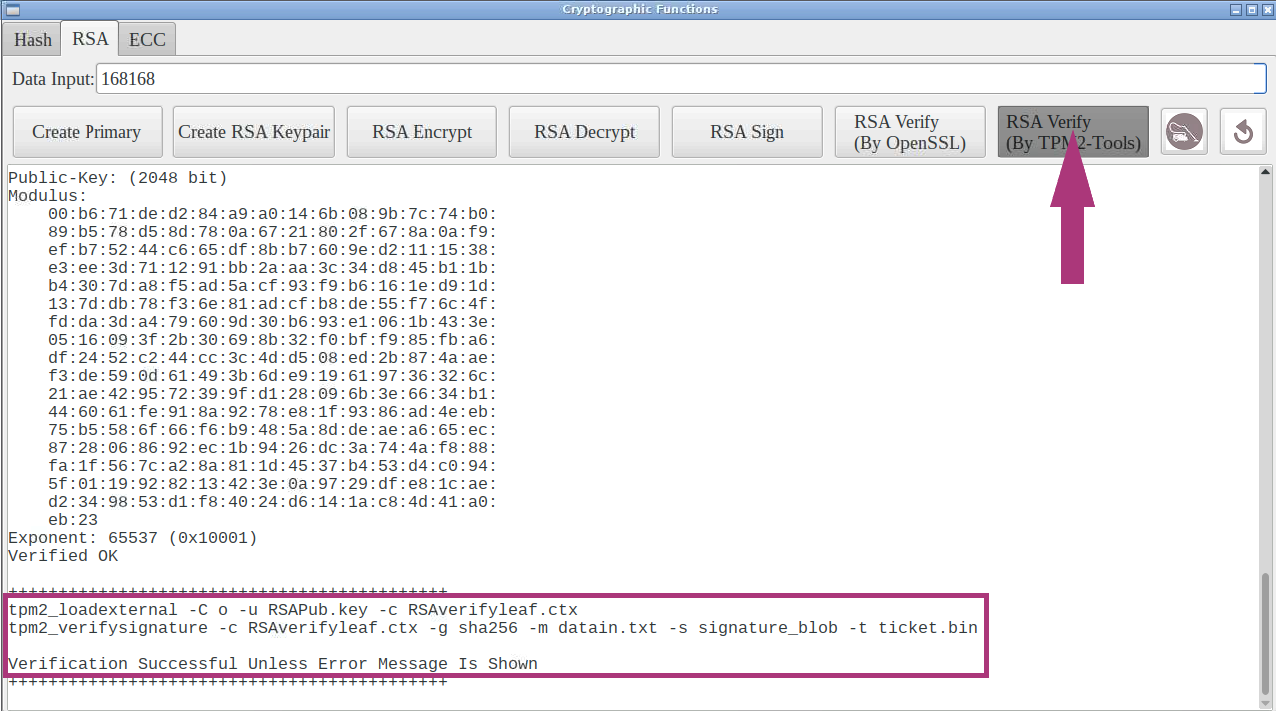 Cryptographic Functions
Hash RSA ECC
Data Input: 168168
Create Primary Create RSA Keypair RSA Encrypt RSA Decrypt RSA Sign RSA Verify (By OpenSSL) RSA Verify (By TPM2-Tools)
Public-Key: (2048 bit)
Modulus:
00:b6:71:de:d2:84:a9:a0:14:6b:08:9b:7c:74:b0:
89:b5:78:d5:8d:78:0a:67:21:80:2f:67:8a:0a:f9:
ef:b7:52:44:c6:65:df:8b:b7:60:9e:d2:11:15:38:
e3:ee:3d:71:12:91:bb:2a:aa:3c:34:d8:45:b1:1b:
b4:30:7d:a8:f5:ad:5a:cf:93:f9:b6:16:1e:d9:1d:
13:7d:db:78:f3:6e:81:ad:cf:b8:de:55:f7:6c:4f:
fd:da:3d:a4:79:60:9d:30:b6:93:e1:06:1b:43:3e:
05:16:09:3f:2b:30:69:8b:32:f0:bf:f9:85:fb:a6:
df:24:52:c2:44:cc:3c:4d:d5:08:ed:2b:87:4a:ae:
f3:de:59:0d:61:49:3b:6d:e9:19:61:97:36:32:6c:
21:ae:42:95:72:39:9f:d1:28:09:6b:3e:66:34:b1:
44:60:61:fe:91:8a:92:78:e8:1f:93:86:ad:4e:eb:
75:b5:58:6f:66:f6:b9:48:5a:8d:de:ae:a6:65:ec:
87:28:06:86:92:ec:1b:94:26:dc:3a:74:4a:f8:88:
fa:1f:56:7c:a2:8a:81:1d:45:37:b4:53:d4:c0:94:
5f:01:19:92:82:13:42:3e:0a:97:29:df:e8:1c:ae:
d2:34:98:53:d1:f8:40:24:d6:14:1a:c8:4d:41:a0:
eb:23
Exponent: 65537 (0x10001)
Verified OK
++++++++++++++++++++++++++++++++++++++++++++
tpm2_loadexternal -C o -u RSAPub.key -c RSAverifyleaf.ctx
tpm2_verifysignature -c RSAverifyleaf.ctx -g sha256 -m datain.txt -s signature_blob -t ticket.bin
Verification Successful Unless Error Message Is Shown
++++++++++++++++++++++++++++++++++++++++++++